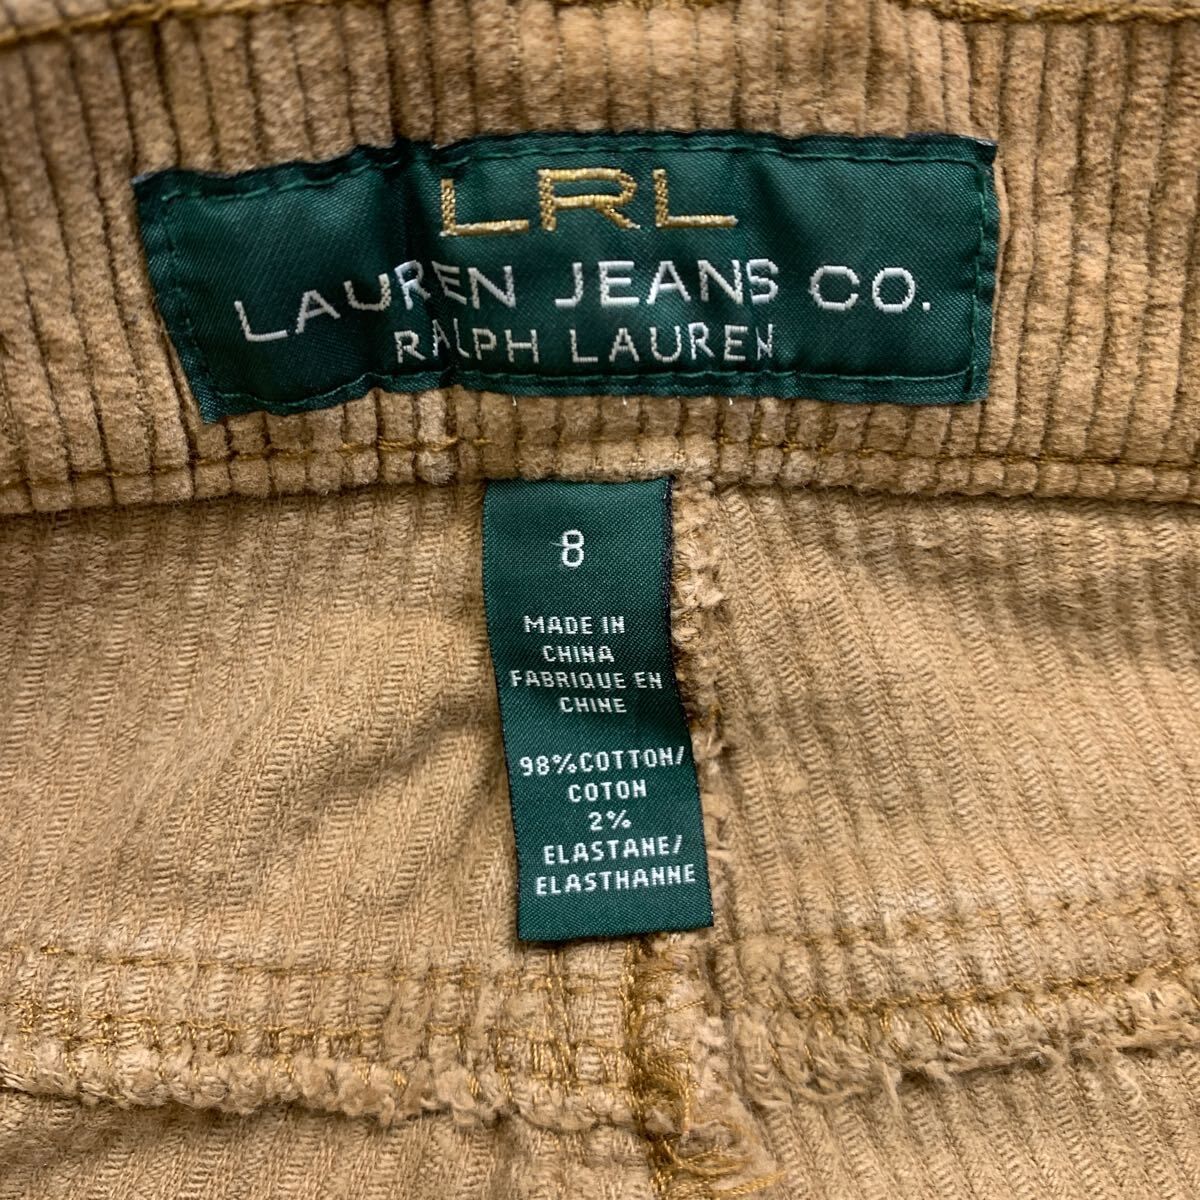 LRL
LAUREN JEANS CO.
RALPH LAUREN
8
MADE IN
CHINA
FABRIQUE EN
CHINE
98%COTTON/
COTON
2%
ELASTANE/
ELASTHANNE